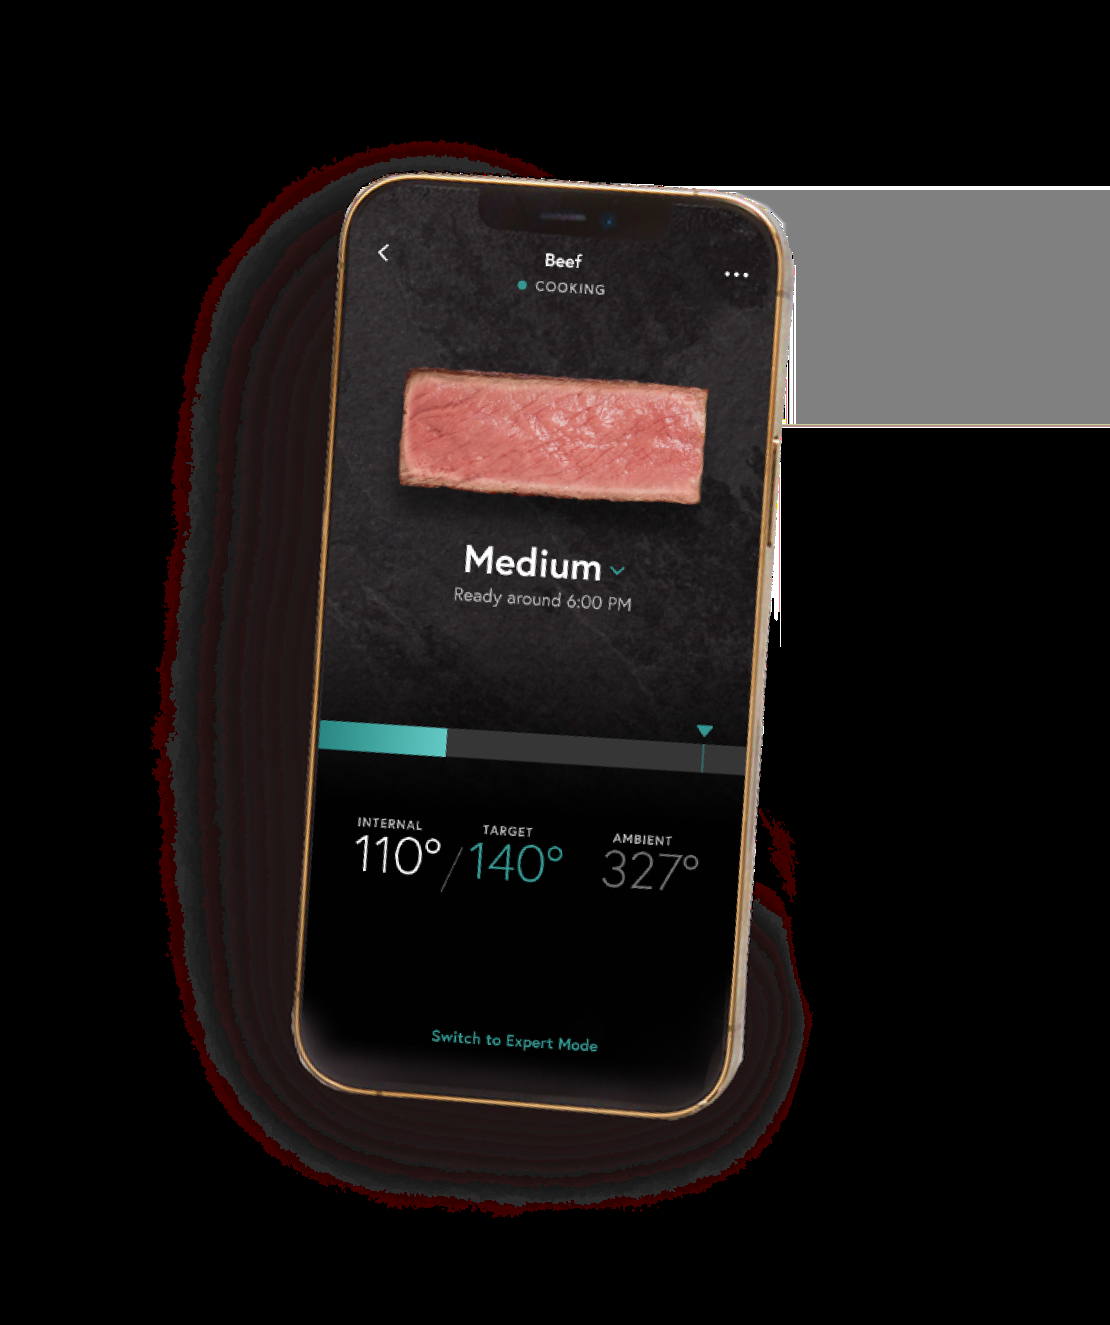 Beef
COOKING
Medium
Ready around 6:00 PM
INTERNAL TARGET AMBIENT
110° / 140° 327°
Switch to Expert Mode